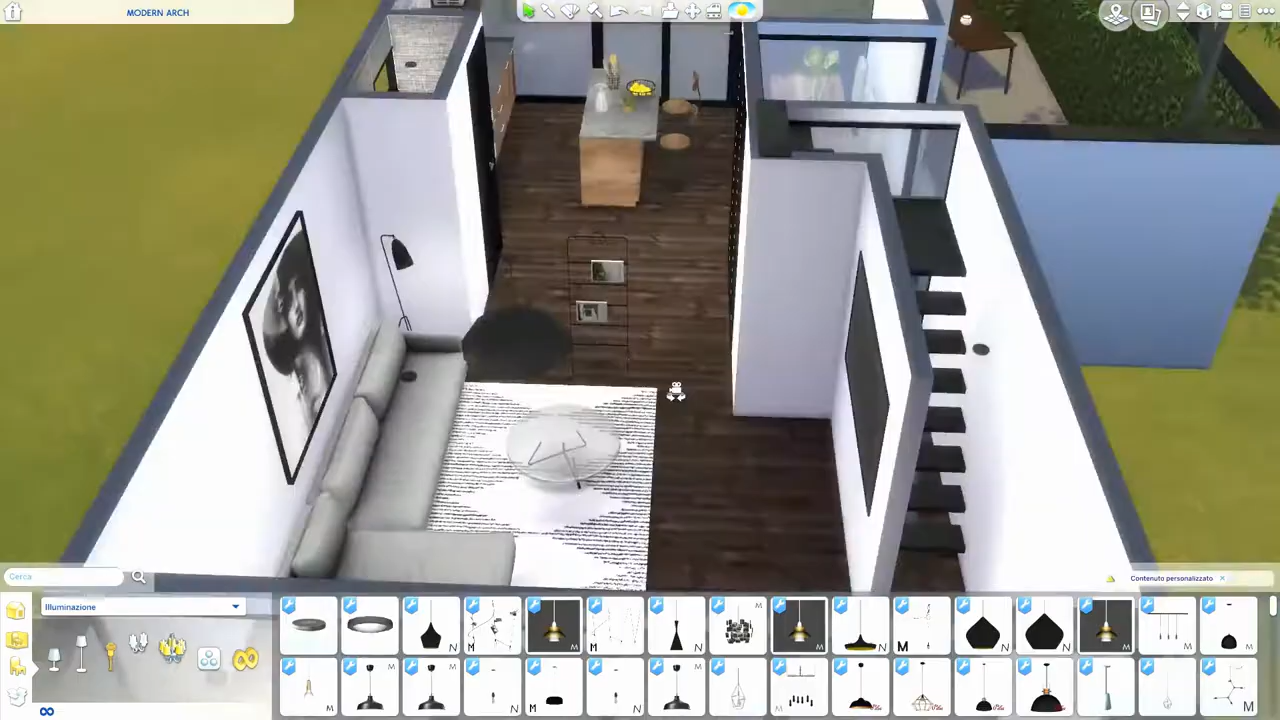 MODERN ARCH
Cerca
Contenuto personalizzato
Illuminazione
N M M M N M M N M N N M M N
M M M N M N N M M